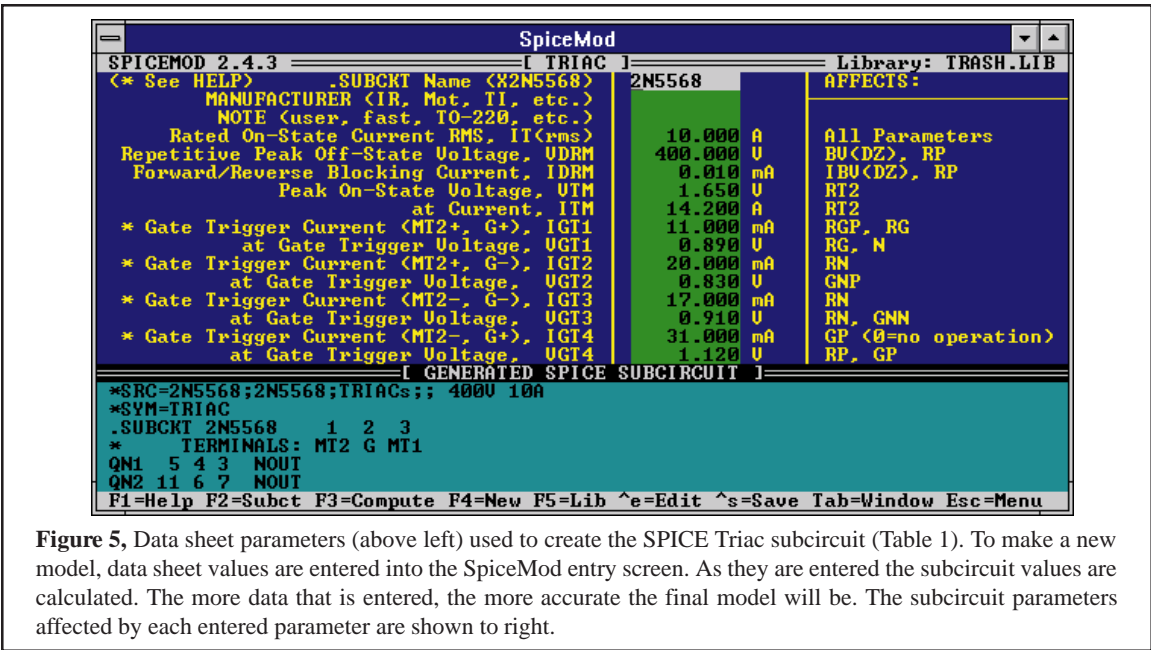 SpiceMod
SPICEMOD 2.4.3 [ TRIAC ] Library: TRASH.LIB
(* See HELP) .SUBCKT Name (X2N5568) 2N5568 AFFECTS:
MANUFACTURER (IR, Mot, TI, etc.)
NOTE (user, fast, TO-220, etc.)
Rated On-State Current RMS, IT(rms) 10.000 A All Parameters
Repetitive Peak Off-State Voltage, VDRM 400.000 V BV(DZ), RP
Forward/Reverse Blocking Current, IDRM 0.010 mA IBV(DZ), RP
Peak On-State Voltage, VTM 1.650 V RT2
at Current, ITM 14.200 A RT2
* Gate Trigger Current (MT2+, G+), IGT1 11.000 mA RGP, RG
at Gate Trigger Voltage, VGT1 0.890 V RG, N
* Gate Trigger Current (MT2+, G-), IGT2 20.000 mA RN
at Gate Trigger Voltage, VGT2 0.830 V GNP
* Gate Trigger Current (MT2-, G-), IGT3 17.000 mA RN
at Gate Trigger Voltage, VGT3 0.910 V RN, GNN
* Gate Trigger Current (MT2-, G+), IGT4 31.000 mA GP (0=no operation)
at Gate Trigger Voltage, VGT4 1.120 V RP, GP
[ GENERATED SPICE SUBCIRCUIT ]
*SRC=2N5568;2N5568;TRIACs;; 400V 10A
*SYM=TRIAC
.SUBCKT 2N5568 1 2 3
* TERMINALS: MT2 G MT1
QN1 5 4 3 NOUT
QN2 11 6 7 NOUT
F1=Help F2=Subct F3=Compute F4=New F5=Lib ^e=Edit ^s=Save Tab=Window Esc=Menu
Figure 5, Data sheet parameters (above left) used to create the SPICE Triac subcircuit (Table 1). To make a new
model, data sheet values are entered into the SpiceMod entry screen. As they are entered the subcircuit values are
calculated. The more data that is entered, the more accurate the final model will be. The subcircuit parameters
affected by each entered parameter are shown to right.